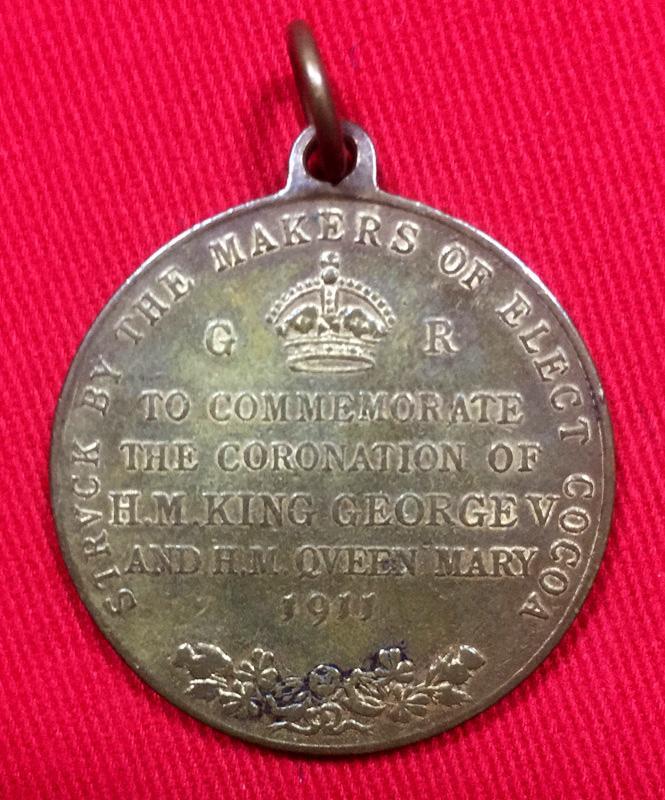 STRVCK BY THE MAKERS OF ELECT COCOA
G R
TO COMMEMORATE
THE CORONATION OF
H.M. KING GEORGE V
AND H.M. QVEEN MARY
1911